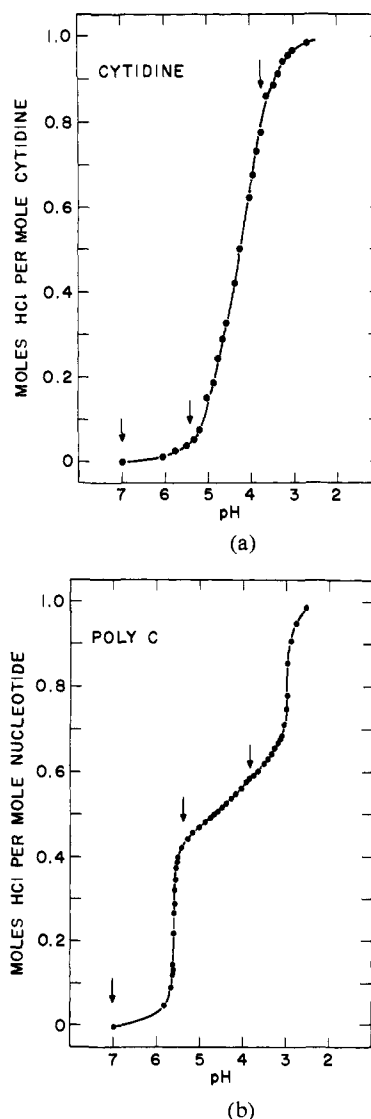 CYTIDINE
MOLES HCl PER MOLE CYTIDINE
1.0
0.8
0.6
0.4
0.2
0
7 6 5 4 3 2
pH
(a)
POLY C
MOLES HCl PER MOLE NUCLEOTIDE
1.0
0.8
0.6
0.4
0.2
0
7 6 5 4 3 2
pH
(b)